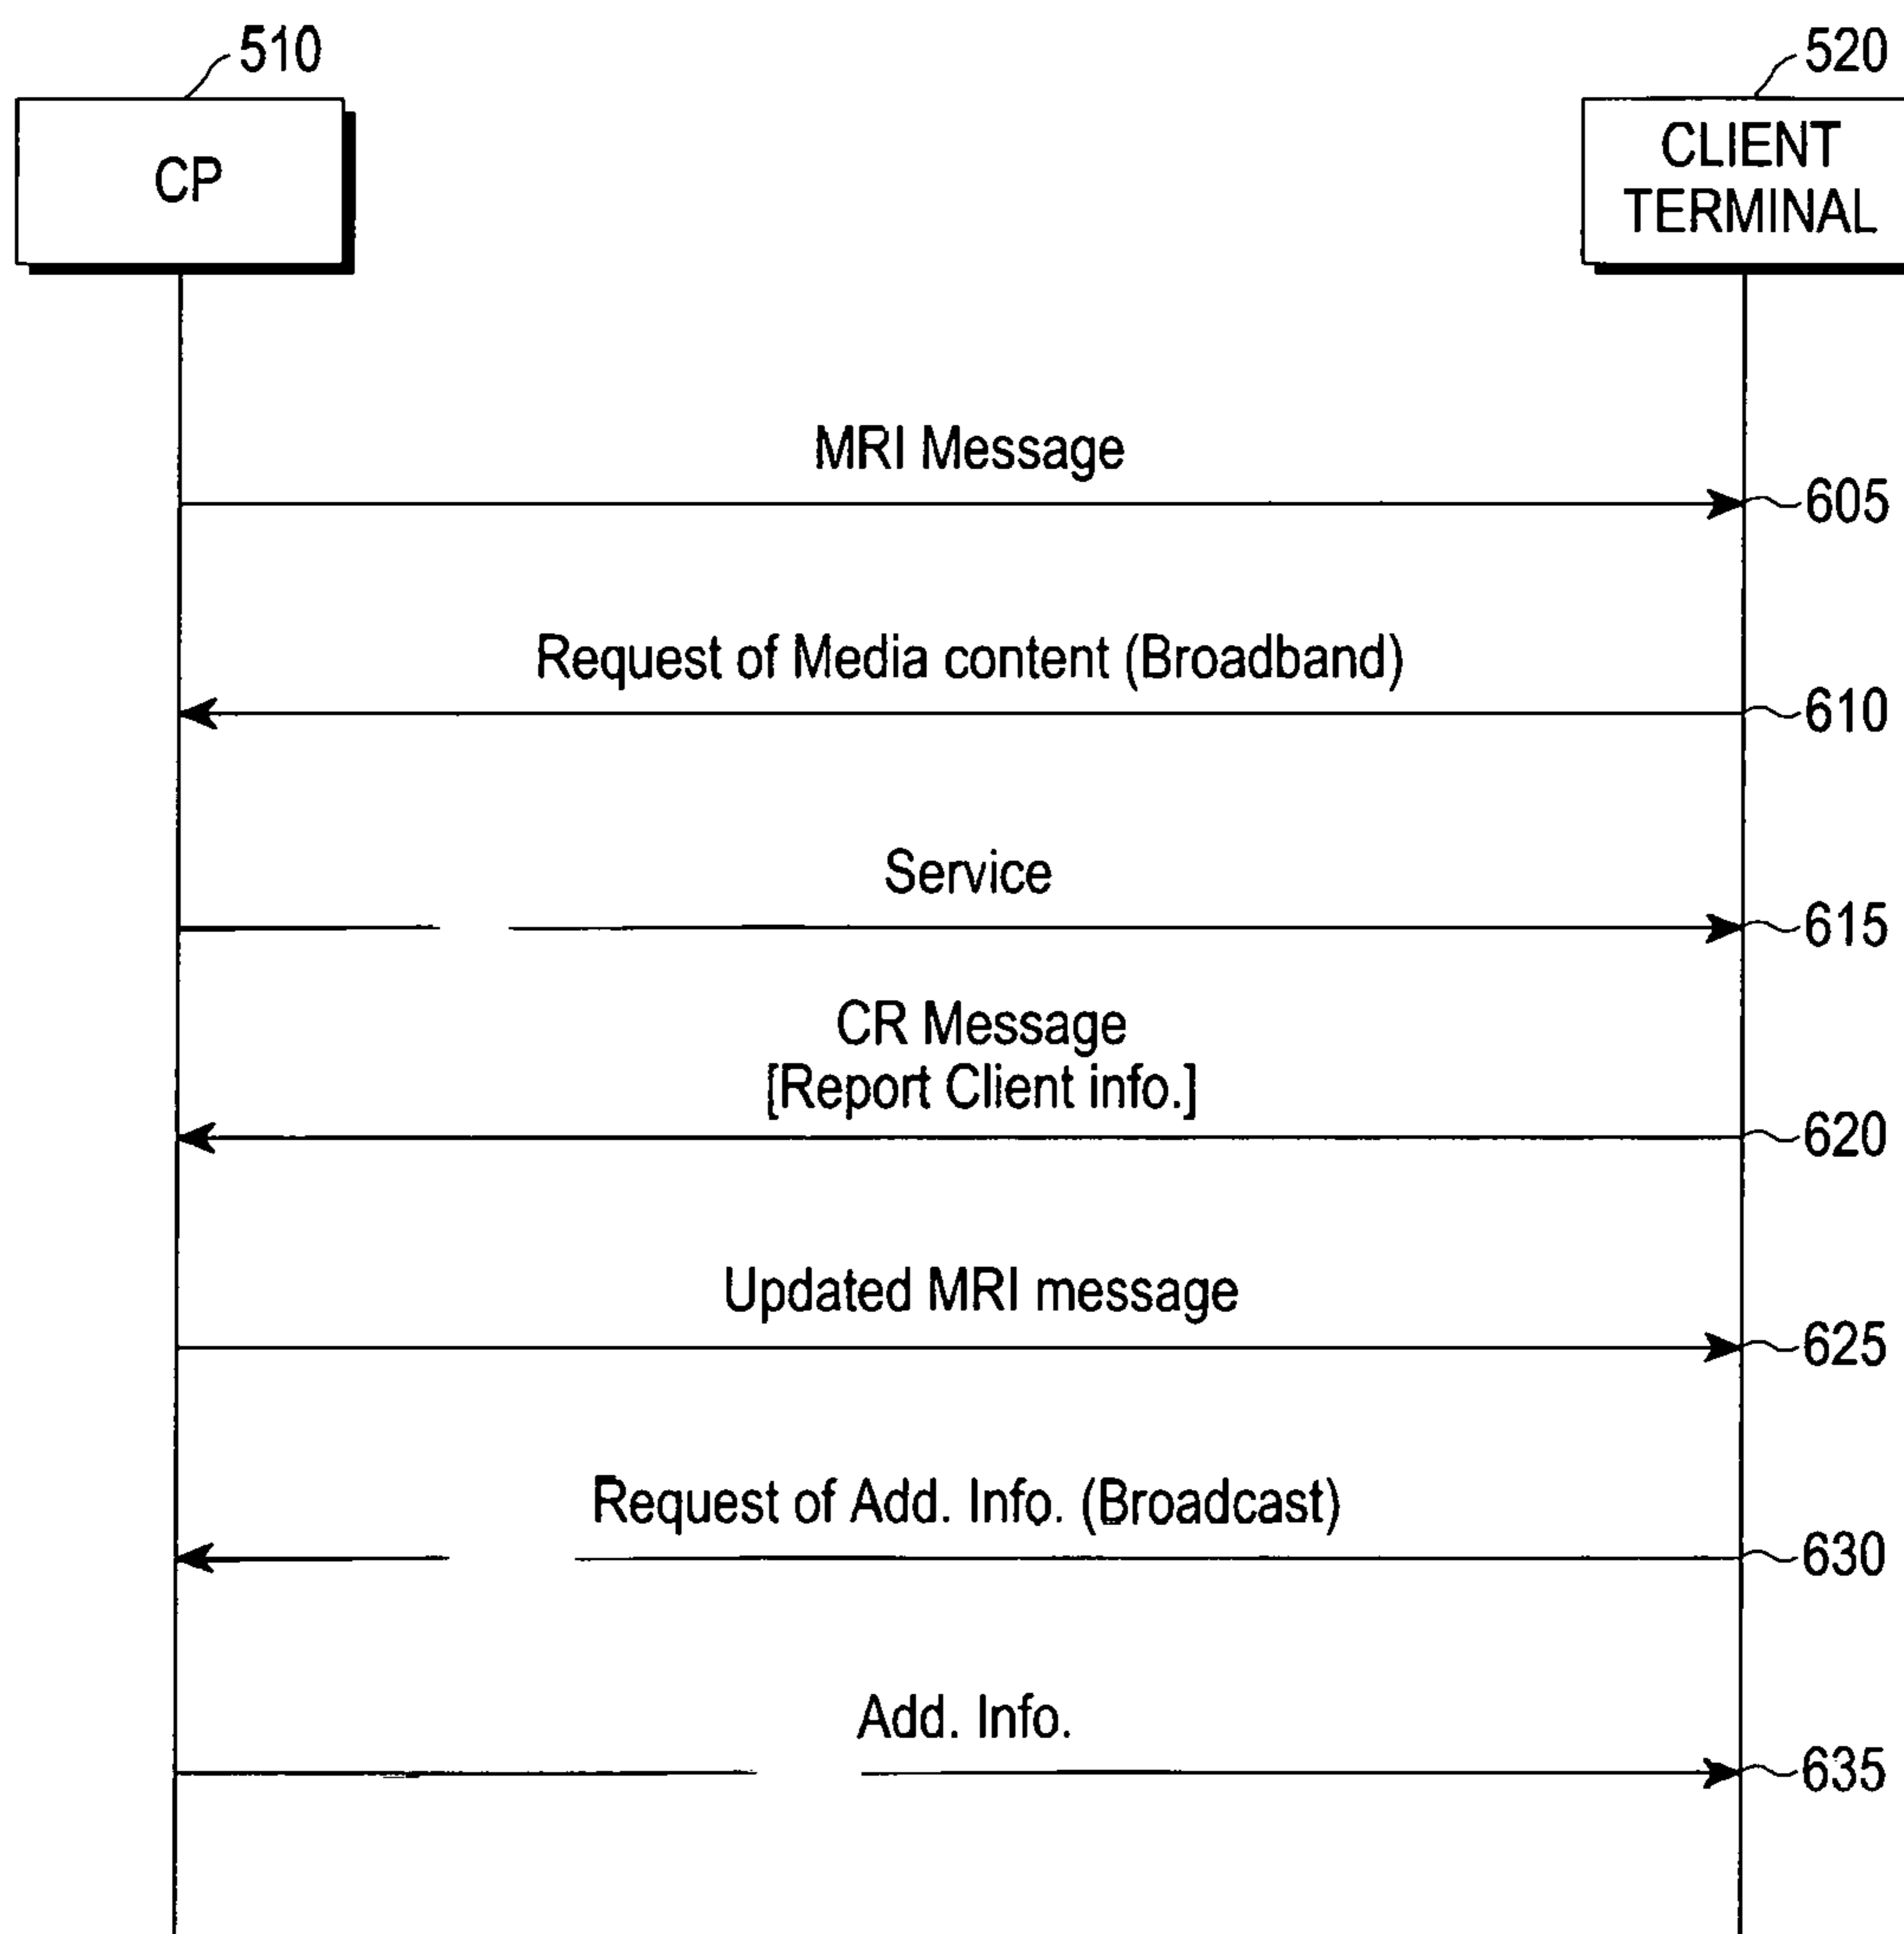 510
520
CP
CLIENT
TERMINAL
MRI Message
605
Request of Media content (Broadband)
610
Service
615
CR Message
[Report Client info.]
620
Updated MRI message
625
Request of Add. Info. (Broadcast)
630
Add. Info.
635